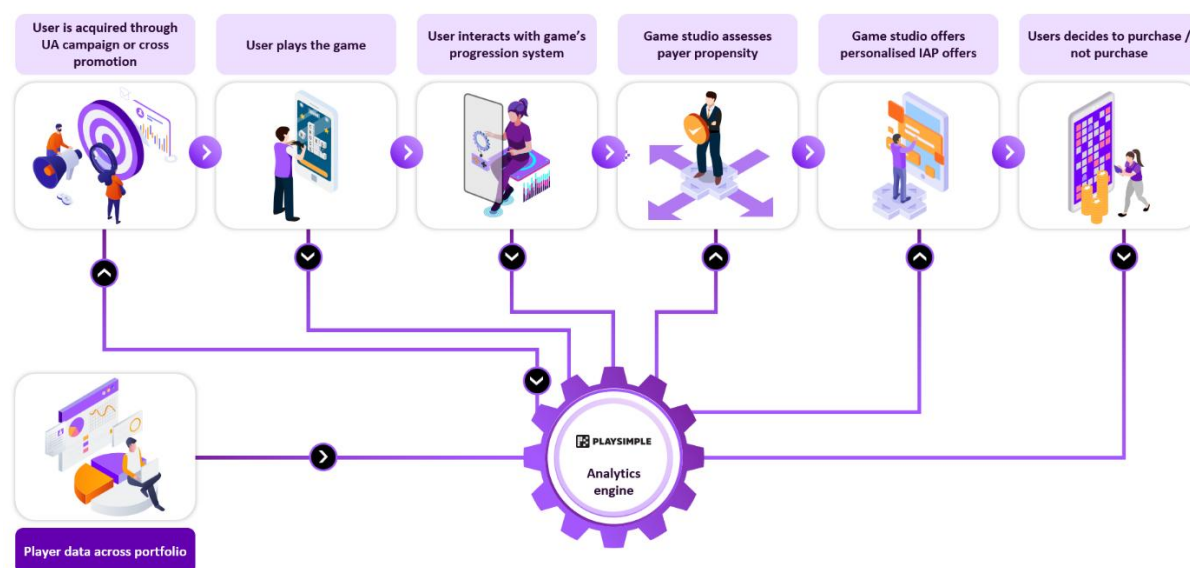 User is acquired through
UA campaign or cross
promotion
User plays the game
User interacts with game's
progression system
Game studio assesses
payer propensity
Game studio offers
personalised IAP offers
Users decides to purchase /
not purchase
PLAYSIMPLE
Analytics
engine
Player data across portfolio